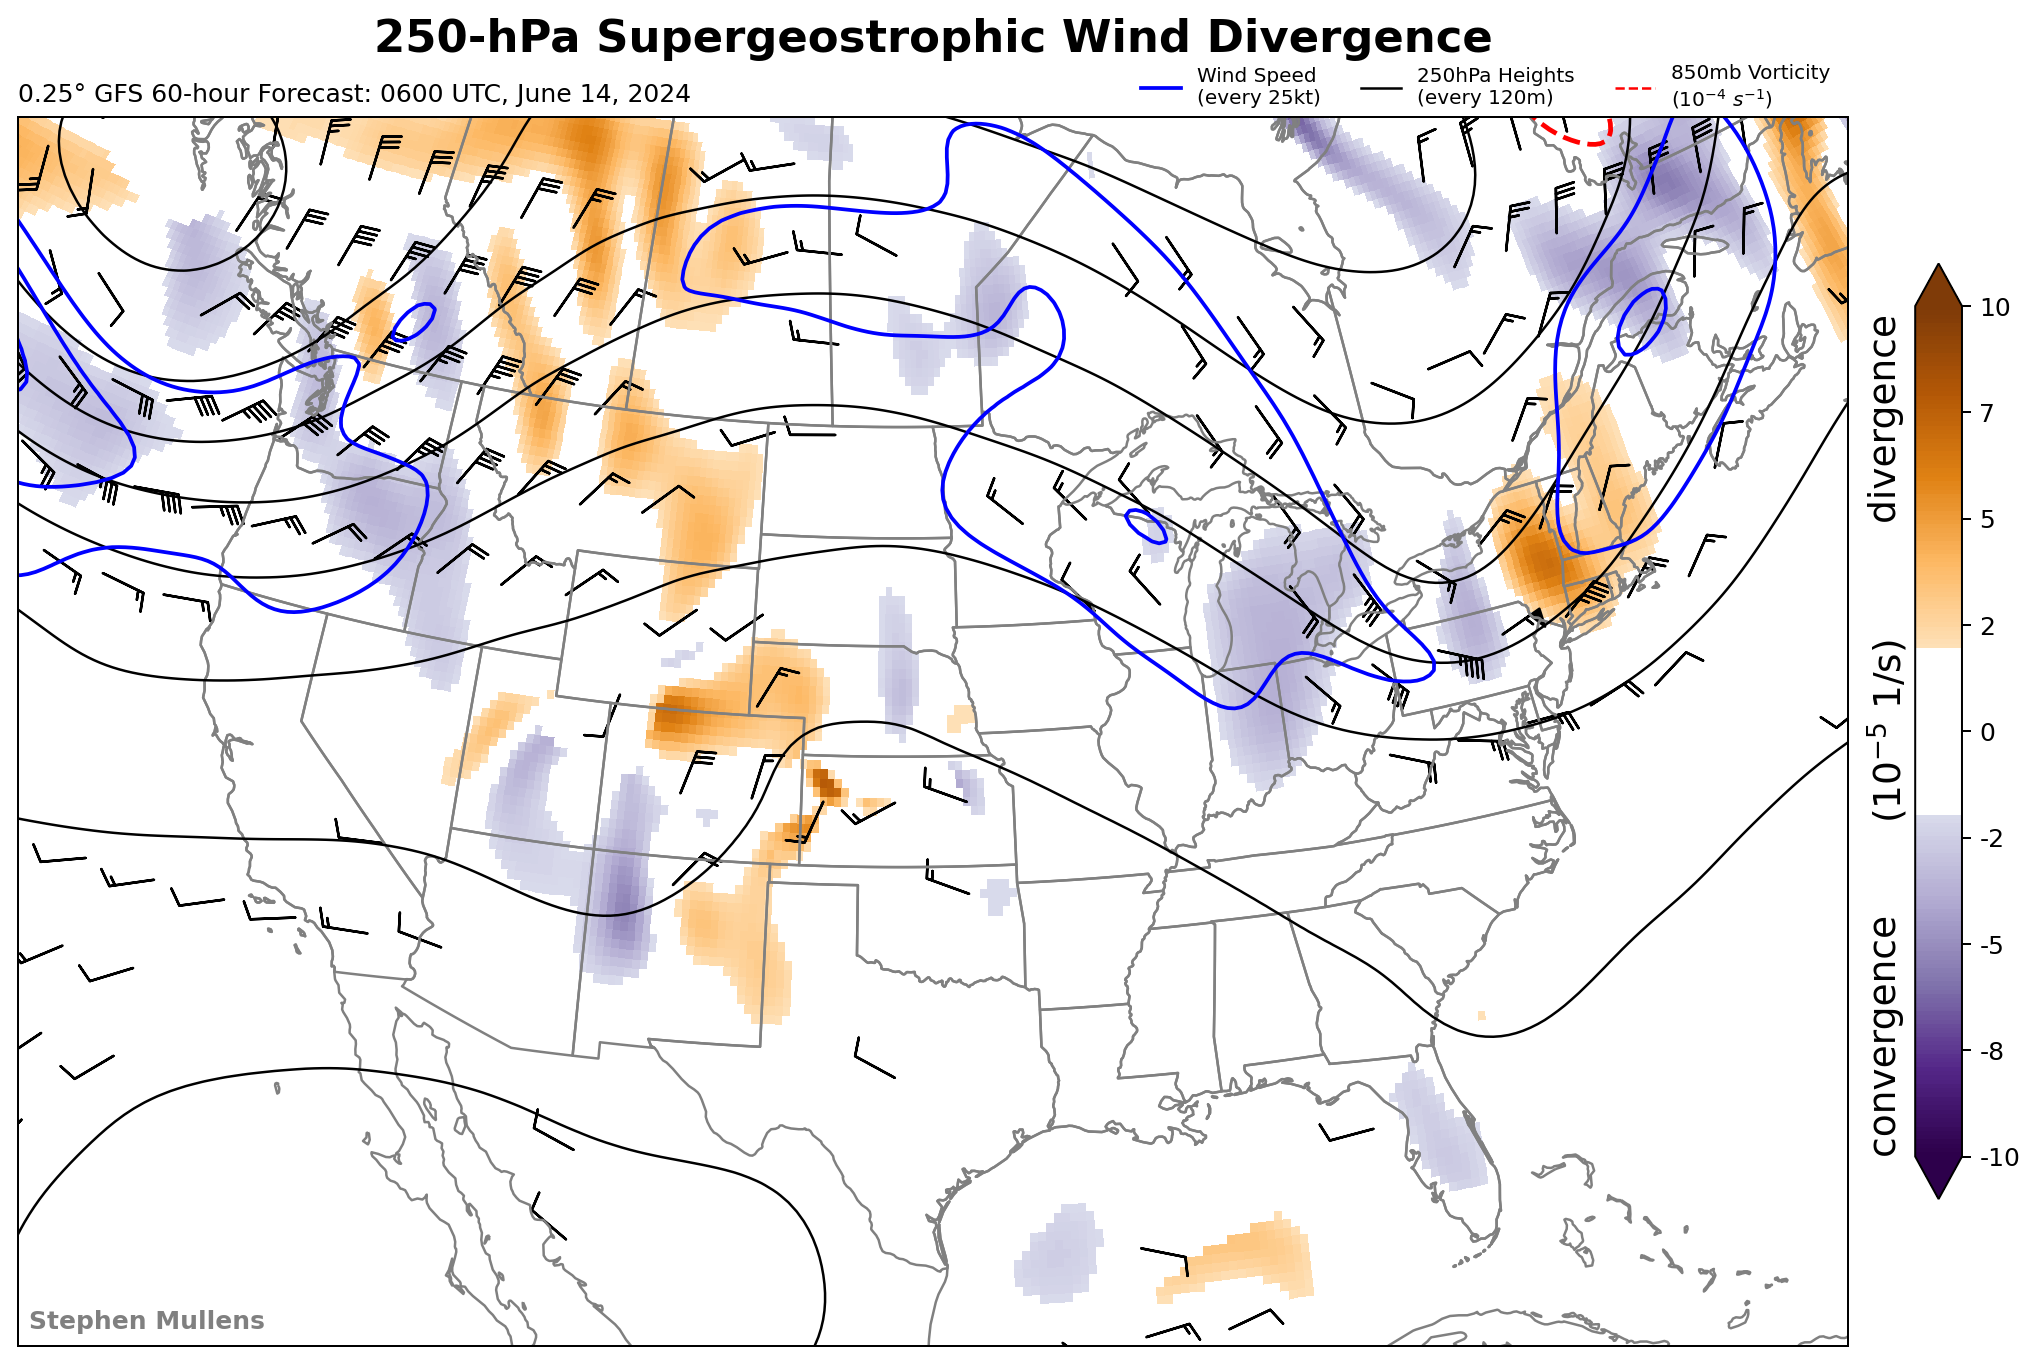 250-hPa Supergeostrophic Wind Divergence
0.25° GFS 60-hour Forecast: 0600 UTC, June 14, 2024
Wind Speed
(every 25kt)
250hPa Heights
(every 120m)
850mb Vorticity
(10⁻⁴ s⁻¹)
10
7
5
2
0
-2
-5
-8
-10
convergence (10⁻⁵ 1/s) divergence
Stephen Mullens